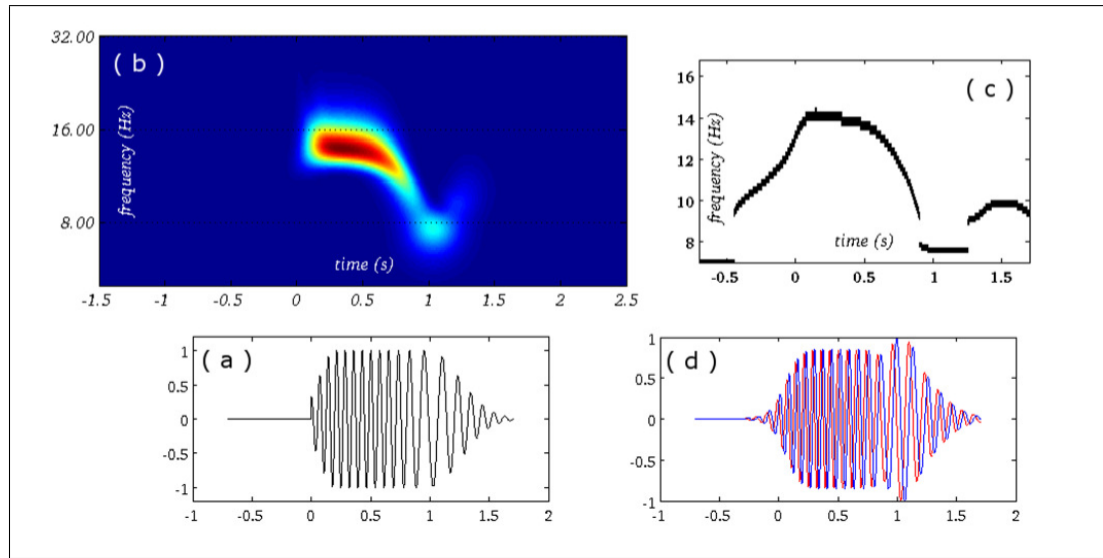 32.00
( b )
frequency (Hz)
16.00
8.00
time (s)
-1.5 -1 -0.5 0 0.5 1 1.5 2 2.5
16
( c )
14
12
frequency (Hz)
10
8
time (s)
-0.5 0 0.5 1 1.5
1
( a )
0.5
0
-0.5
-1
-1 -0.5 0 0.5 1 1.5 2
1
( d )
0.5
0
-0.5
-1
-1 -0.5 0 0.5 1 1.5 2